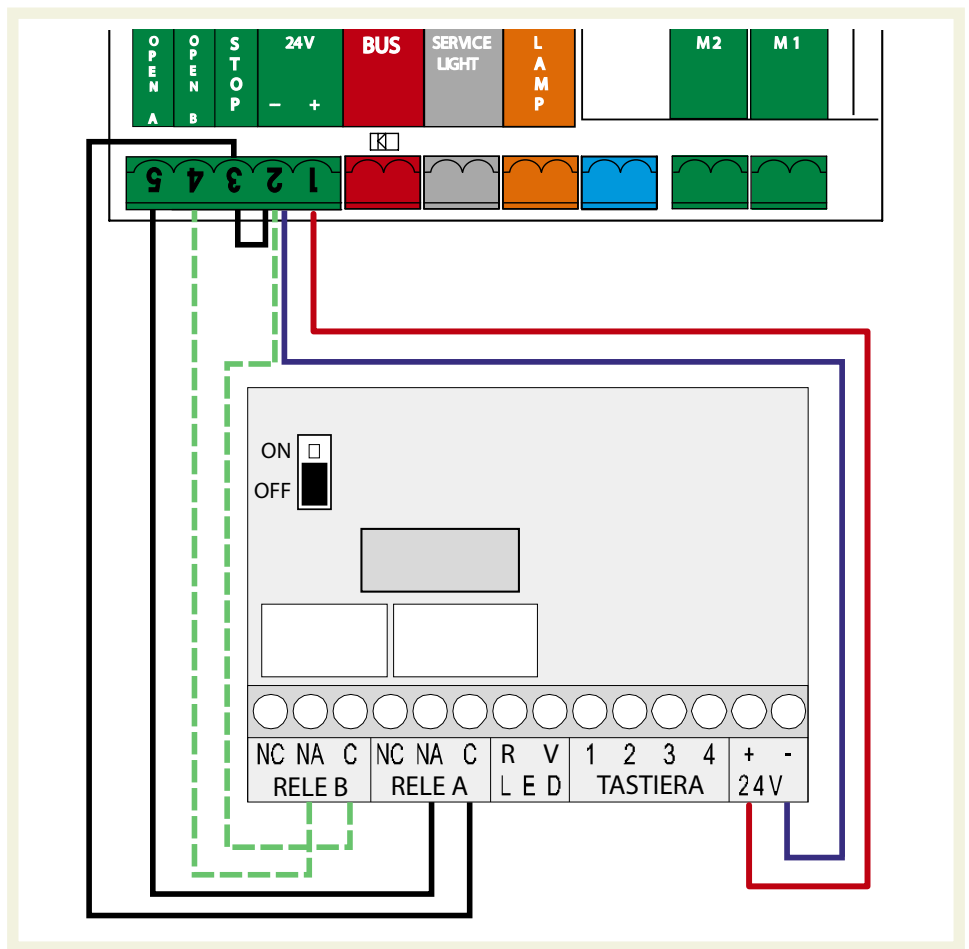 OPEN A
OPEN B
STOP
24V
− +
BUS
SERVICE
LIGHT
LAMP
M2
M1
5 4 3 2 1
ON
OFF
NC NA C NC NA C R V 1 2 3 4 + -
RELE B RELE A LED TASTIERA 24V